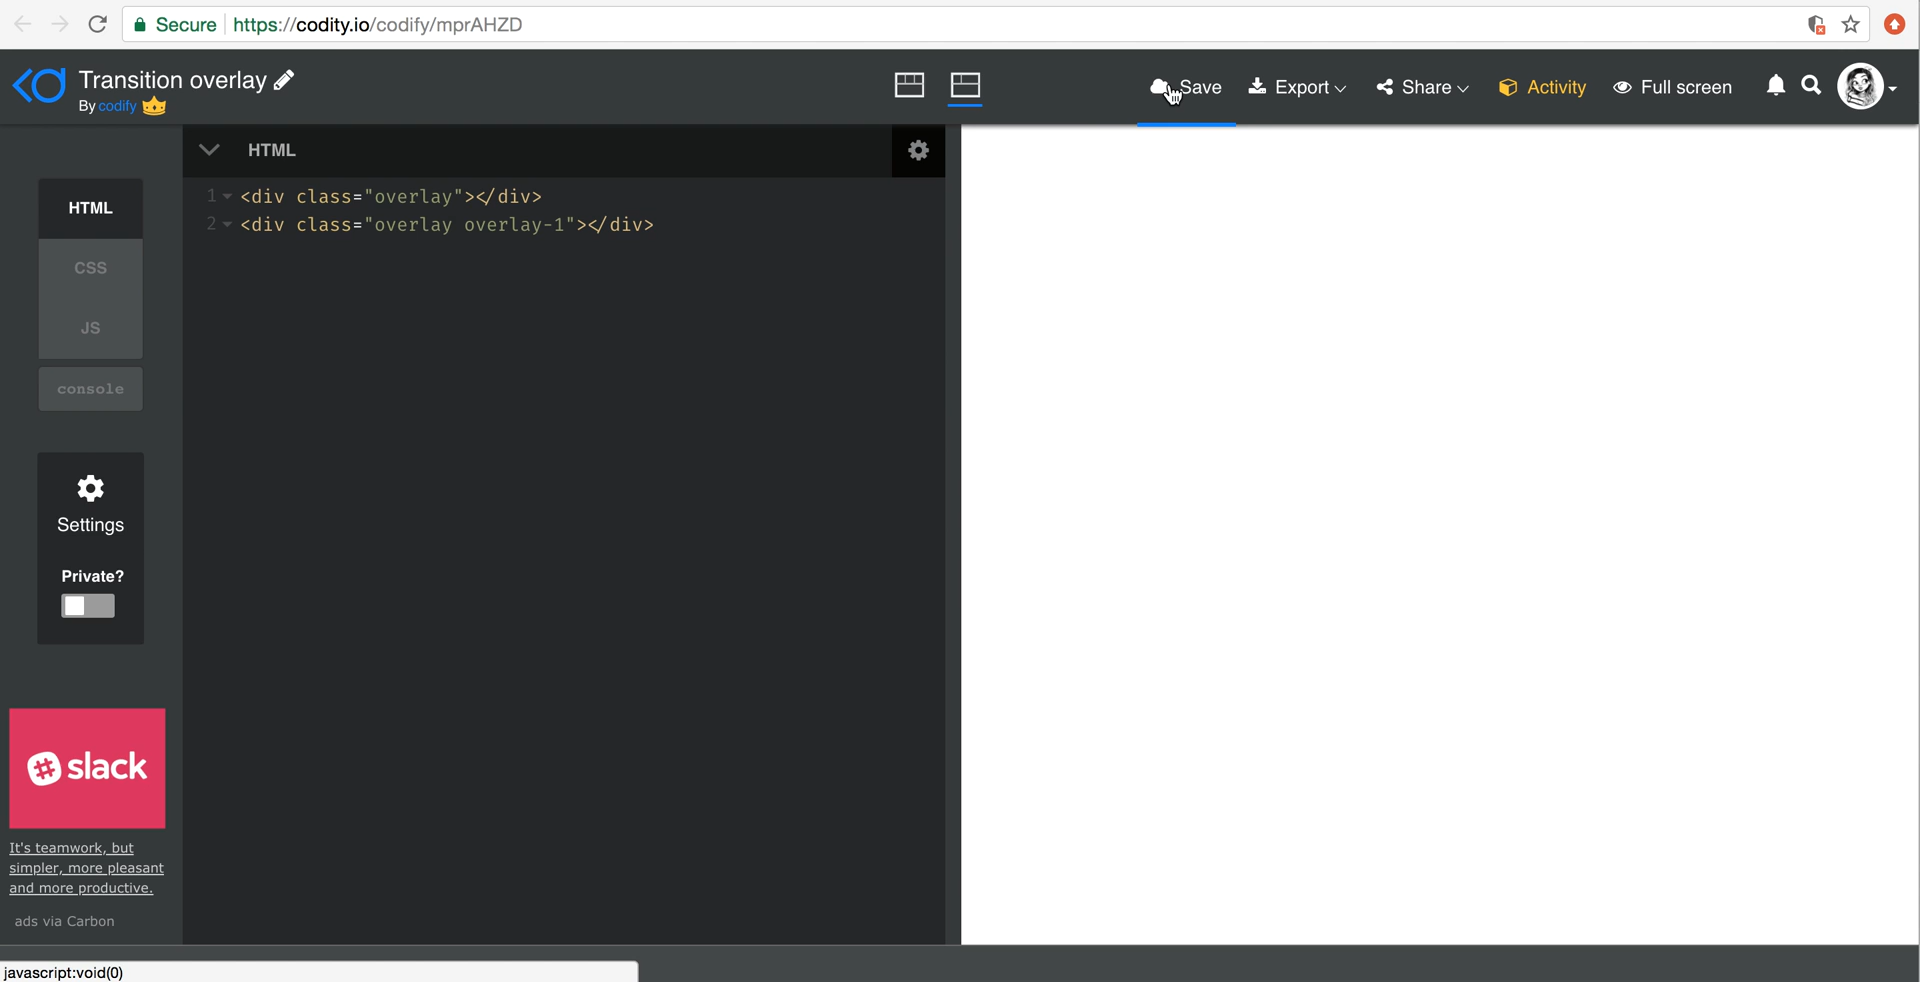 Secure https://codity.io/codify/mprAHZD
Transition overlay
By codify
Save Export Share Activity Full screen
HTML
1 <div class="overlay"></div>
2 <div class="overlay overlay-1"></div>
HTML
CSS
JS
console
Settings
Private?
slack
It's teamwork, but
simpler, more pleasant
and more productive.
ads via Carbon
javascript:void(0)